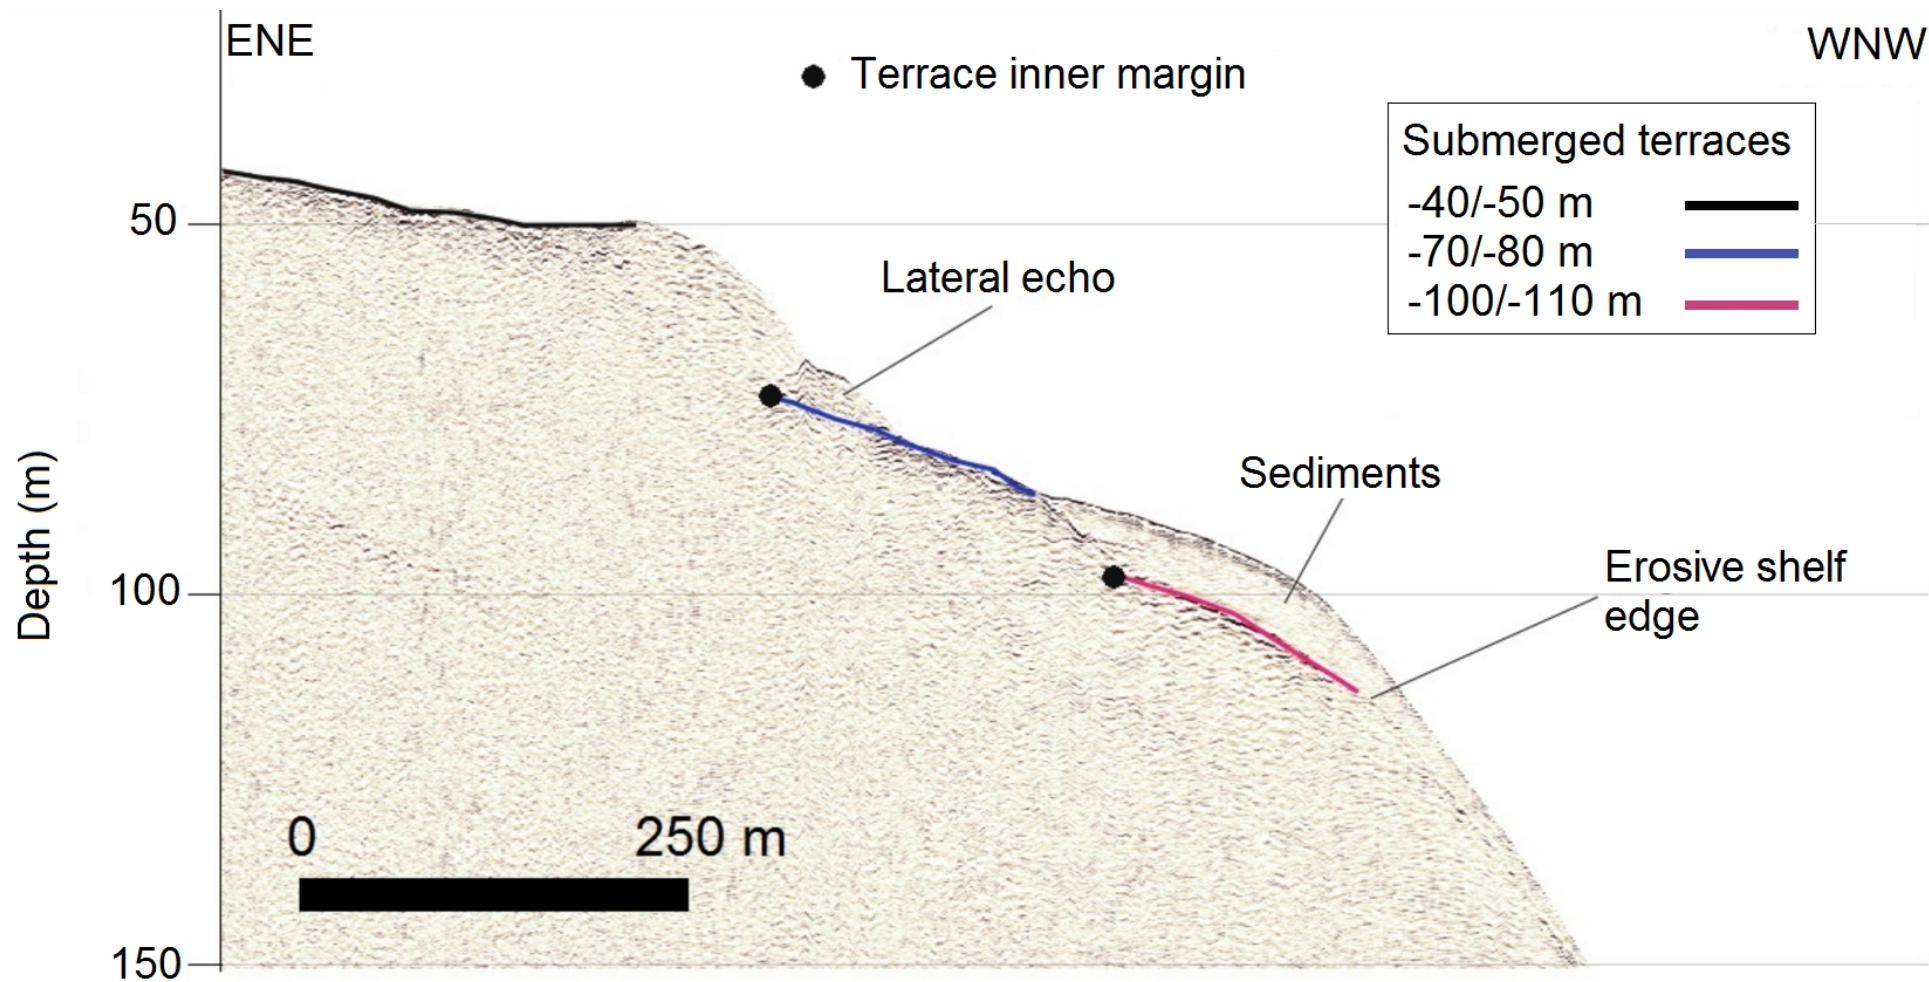 ENE
WNW
Terrace inner margin
Submerged terraces
-40/-50 m
-70/-80 m
-100/-110 m
50
Lateral echo
Sediments
Depth (m)
100
Erosive shelf
edge
0
250 m
150